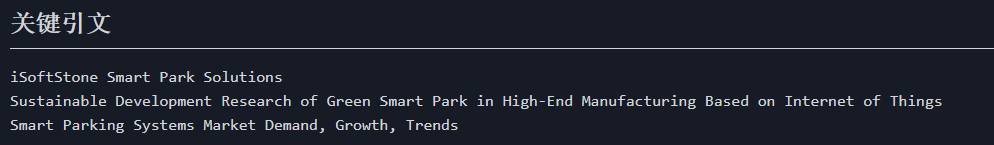 关键引文
iSoftStone Smart Park Solutions
Sustainable Development Research of Green Smart Park in High-End Manufacturing Based on Internet of Things
Smart Parking Systems Market Demand, Growth, Trends